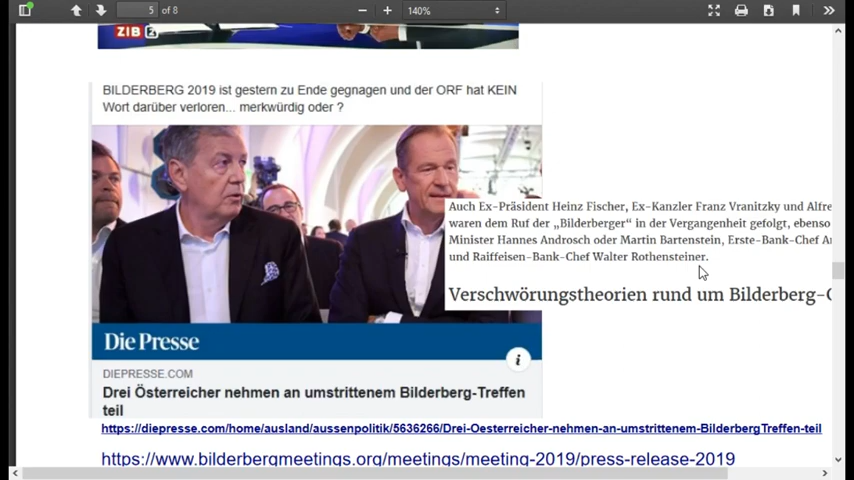 5 of 8
140%
ZIB 2
BILDERBERG 2019 ist gestern zu Ende gegnagen und der ORF hat KEIN
Wort darüber verloren... merkwürdig oder ?
Auch Ex-Präsident Heinz Fischer, Ex-Kanzler Franz Vranitzky und Alfre
waren dem Ruf der „Bilderberger“ in der Vergangenheit gefolgt, ebenso
Minister Hannes Androsch oder Martin Bartenstein, Erste-Bank-Chef
und Raiffeisen-Bank-Chef Walter Rothensteiner.
Verschwörungstheorien rund um Bilderberg-
Die Presse
DIEPRESSE.COM
Drei Österreicher nehmen an umstrittenem Bilderberg-Treffen
teil
https://diepresse.com/home/ausland/aussenpolitik/5636266/Drei-Oesterreicher-nehmen-an-umstrittenem-BilderbergTreffen-teil
https://www.bilderbergmeetings.org/meetings/meeting-2019/press-release-2019